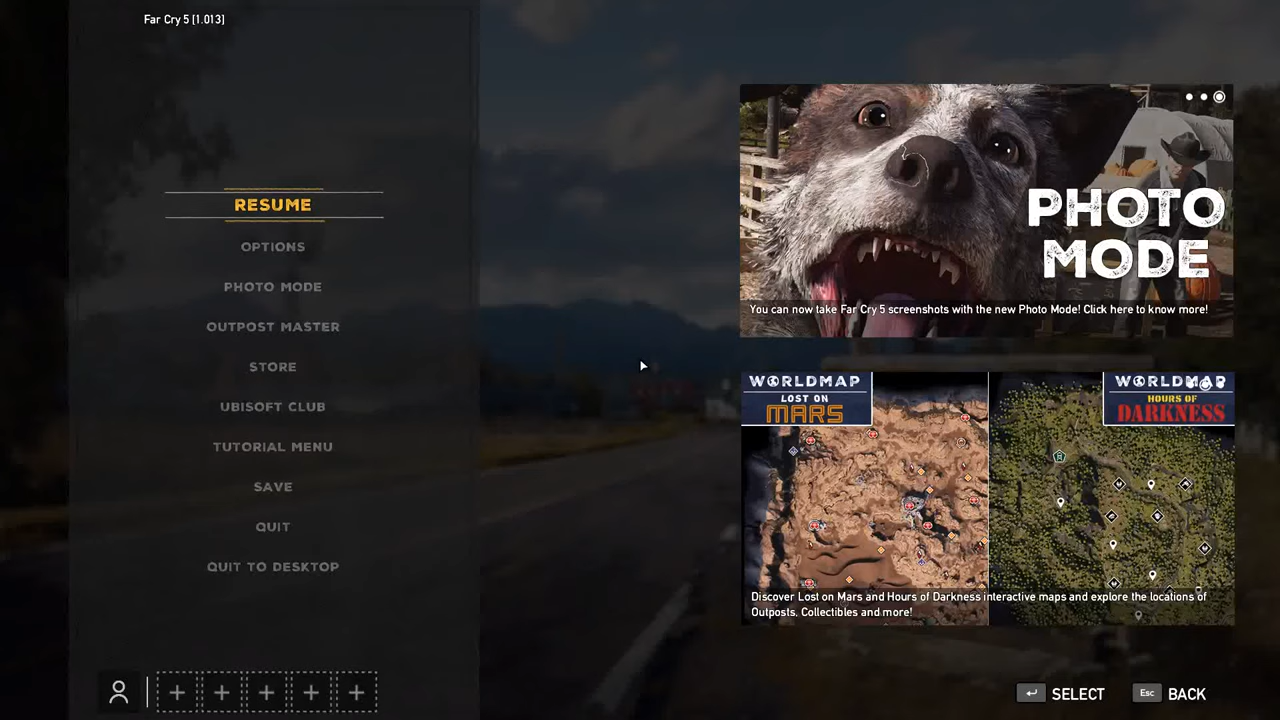 Far Cry 5 [1.013]
RESUME
OPTIONS
PHOTO MODE
OUTPOST MASTER
STORE
UBISOFT CLUB
TUTORIAL MENU
SAVE
QUIT
QUIT TO DESKTOP
PHOTO
MODE
You can now take Far Cry 5 screenshots with the new Photo Mode! Click here to know more!
WORLDMAP
LOST ON
MARS
WORLDMAP
HOURS OF
DARKNESS
Discover Lost on Mars and Hours of Darkness interactive maps and explore the locations of
Outposts, Collectibles and more!
SELECT
Esc BACK